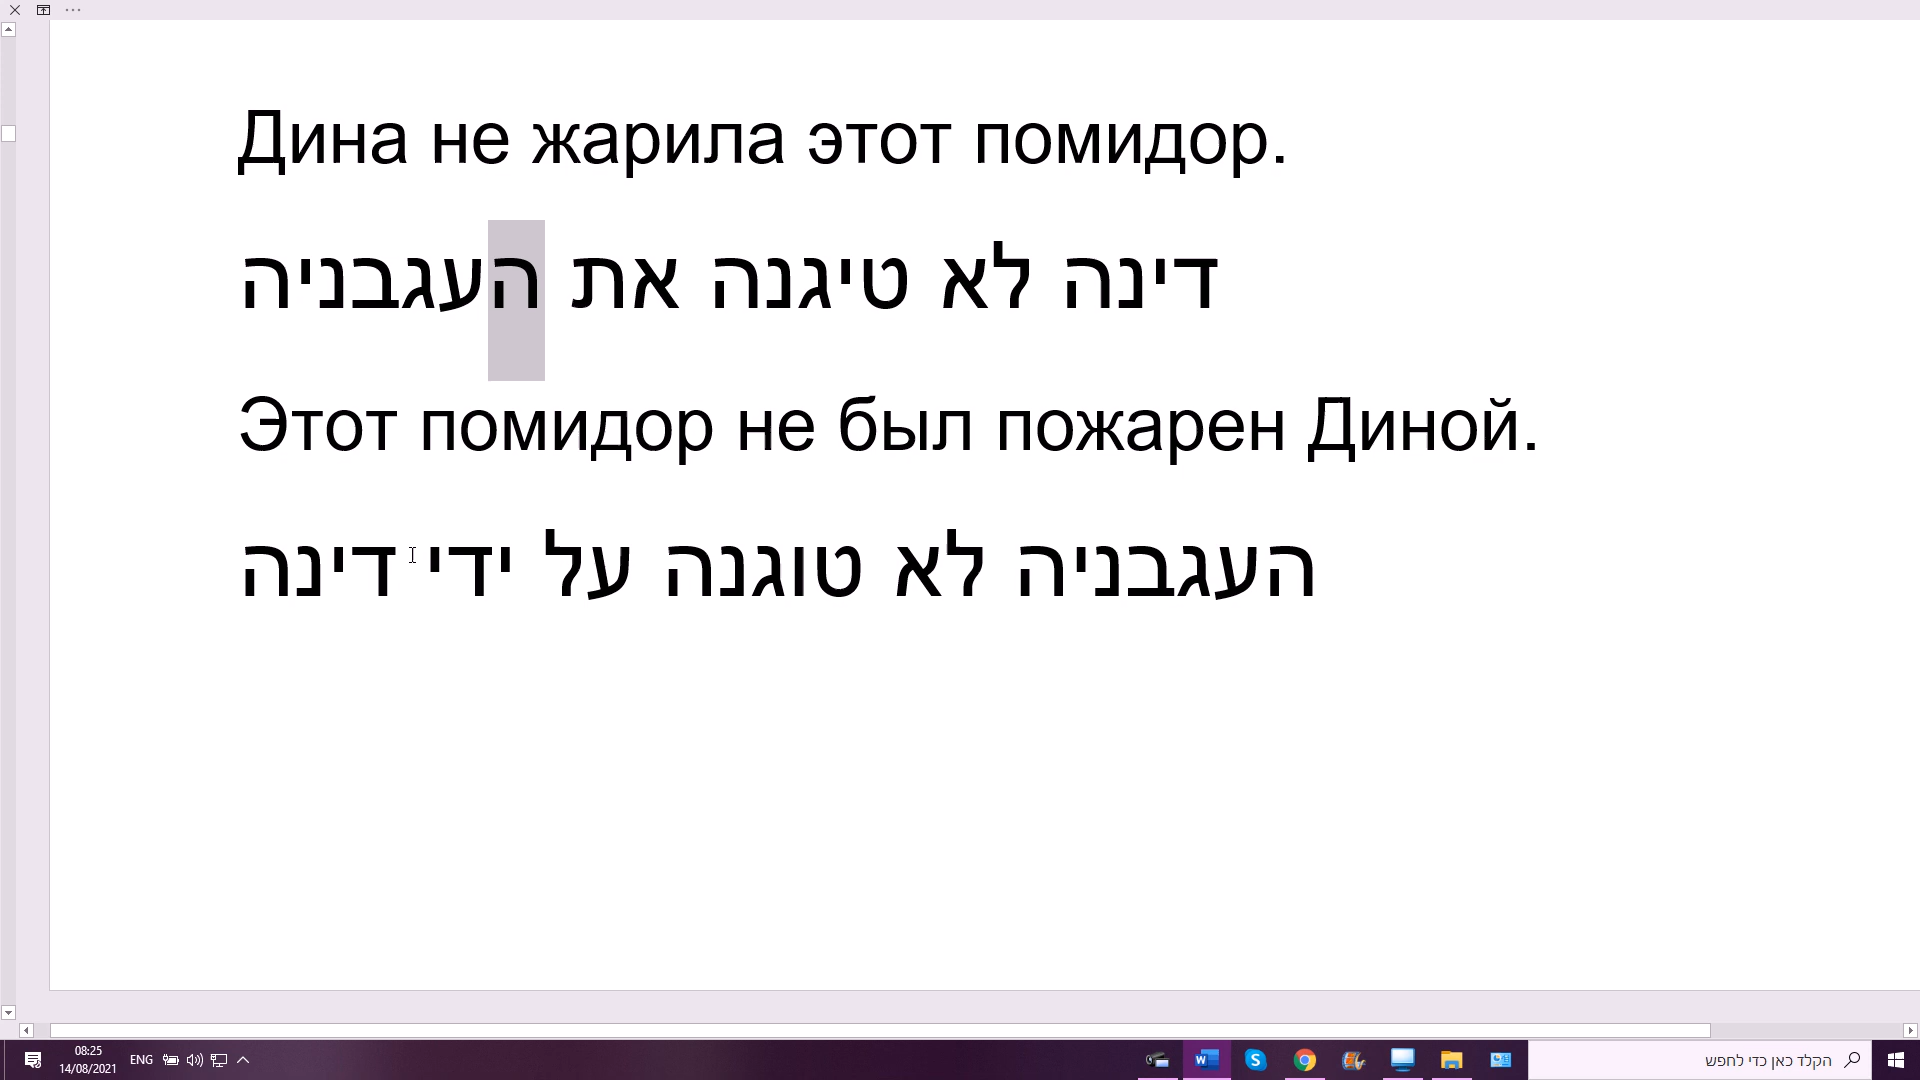 Дина не жарила этот помидор.
דינה לא טיגנה את העגבניה
Этот помидор не был пожарен Диной.
העגבניה לא טוגנה על ידי דינה
08:25
14/08/2021
ENG
הקלד כאן כדי לחפש